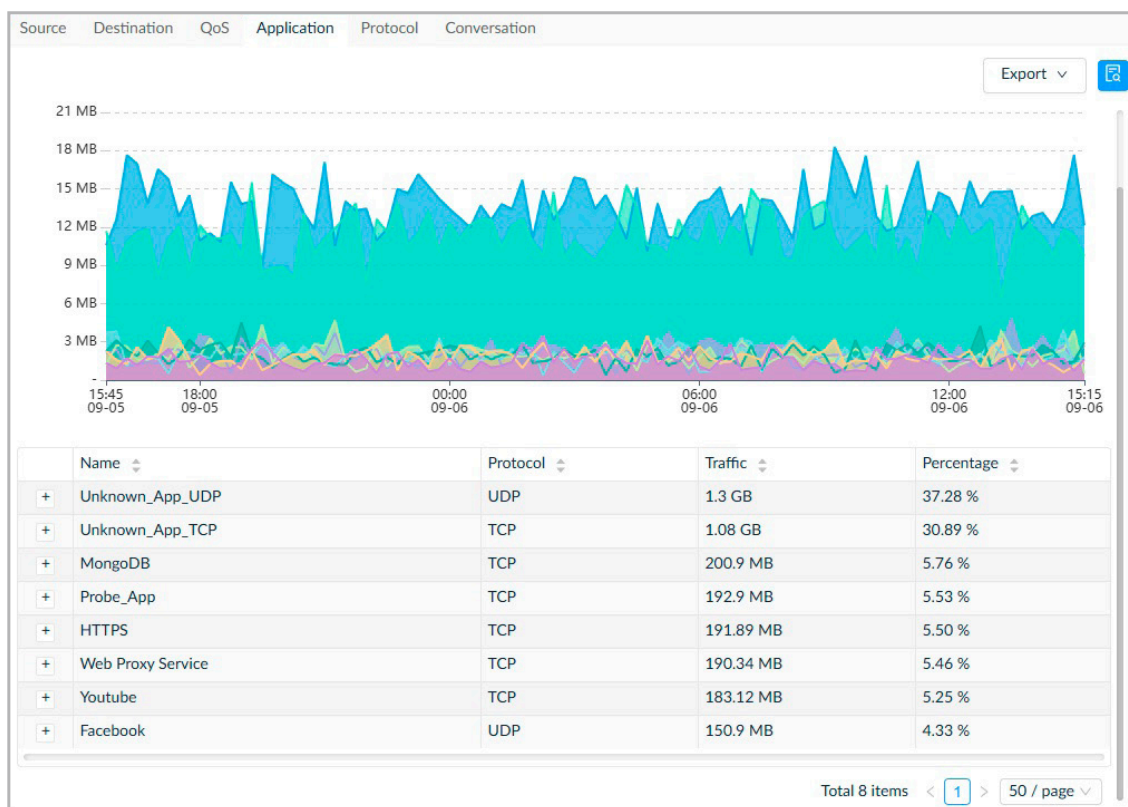 Source Destination QoS Application Protocol Conversation
Export
21 MB
18 MB
15 MB
12 MB
9 MB
6 MB
3 MB
-
15:45 18:00 00:00 06:00 12:00 15:15
09-05 09-05 09-06 09-06 09-06 09-06
Name Protocol Traffic Percentage
+ Unknown_App_UDP UDP 1.3 GB 37.28 %
+ Unknown_App_TCP TCP 1.08 GB 30.89 %
+ MongoDB TCP 200.9 MB 5.76 %
+ Probe_App TCP 192.9 MB 5.53 %
+ HTTPS TCP 191.89 MB 5.50 %
+ Web Proxy Service TCP 190.34 MB 5.46 %
+ Youtube TCP 183.12 MB 5.25 %
+ Facebook UDP 150.9 MB 4.33 %
Total 8 items < 1 > 50 / page